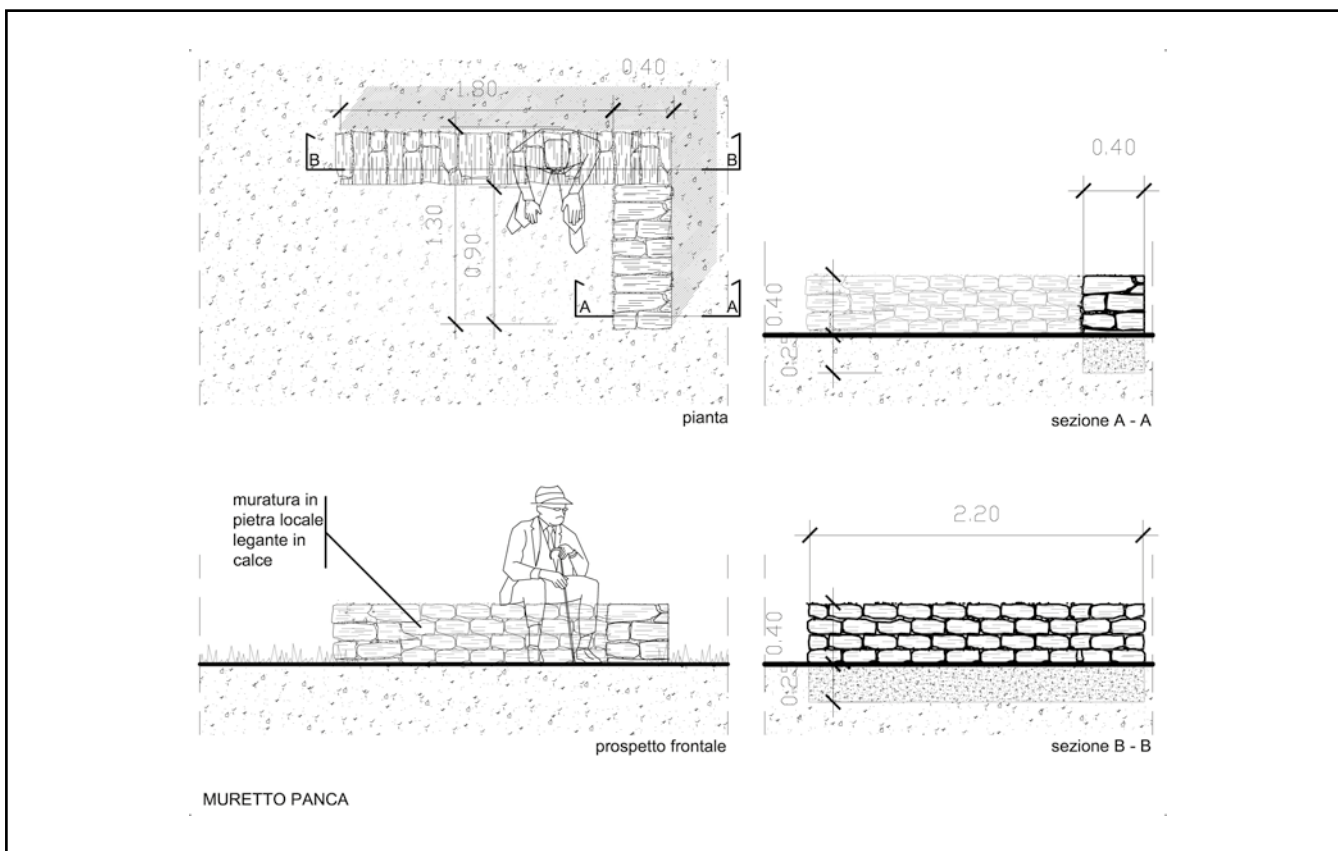 0.40
1.80
B
B
1.30
0.90
A
A
pianta
0.40
0.40
0.25
sezione A - A
muratura in
pietra locale
legante in
calce
prospetto frontale
2.20
0.40
0.25
sezione B - B
MURETTO PANCA